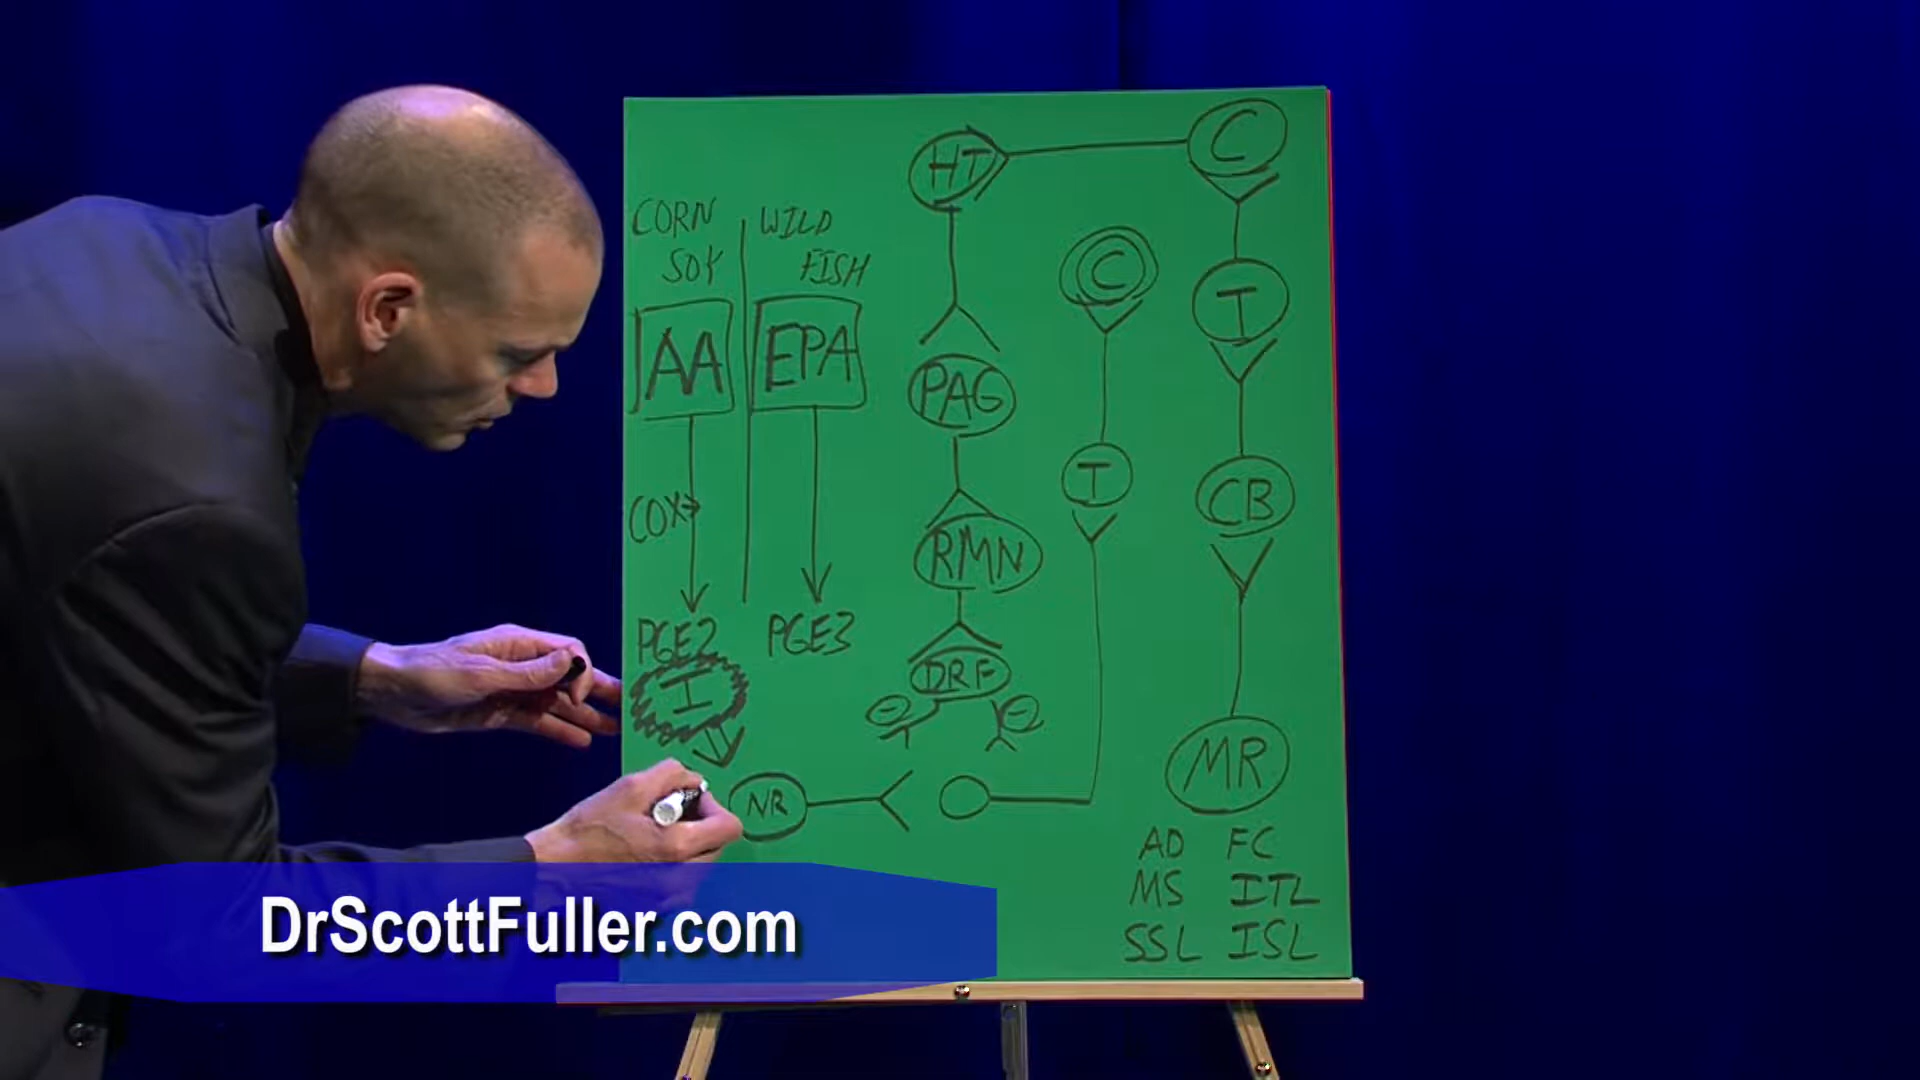 CORN
SOY
WILD
FISH
AA
EPA
COX
PGE2
PGE3
I
NR
HT
PAG
RMN
DRF
C
T
C
T
CB
MR
AD FC
MS ITL
SSL ISL
DrScottFuller.com